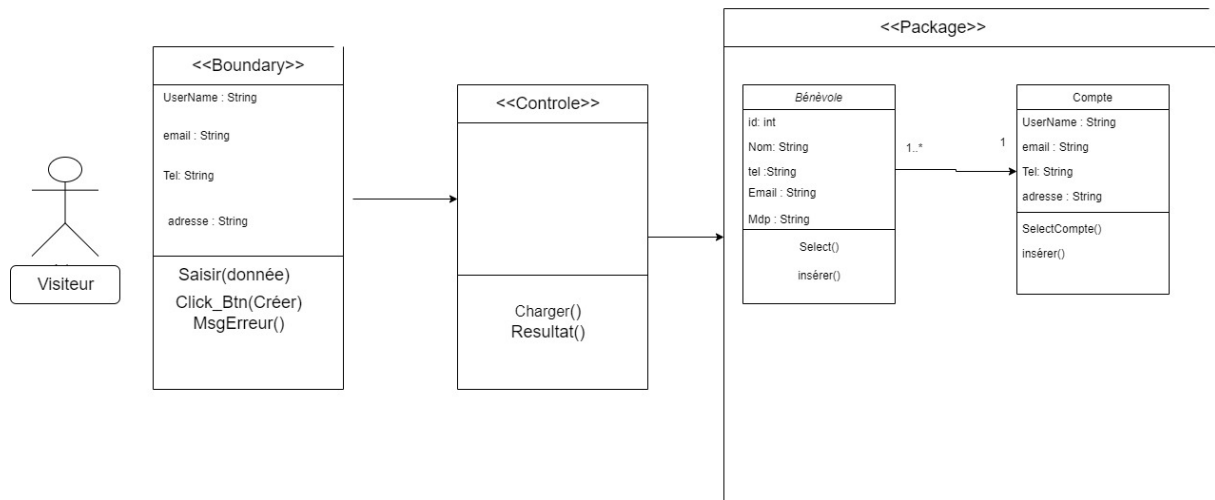 Visiteur
<<Boundary>>
UserName : String
email : String
Tel: String
adresse : String
Saisir(donnée)
Click_Btn(Créer)
MsgErreur()
<<Controle>>
Charger()
Resultat()
<<Package>>
Bénèvole
id: int
Nom: String
tel :String
Email : String
Mdp : String
Select()
insérer()
1..*
1
Compte
UserName : String
email : String
Tel: String
adresse : String
SelectCompte()
insérer()